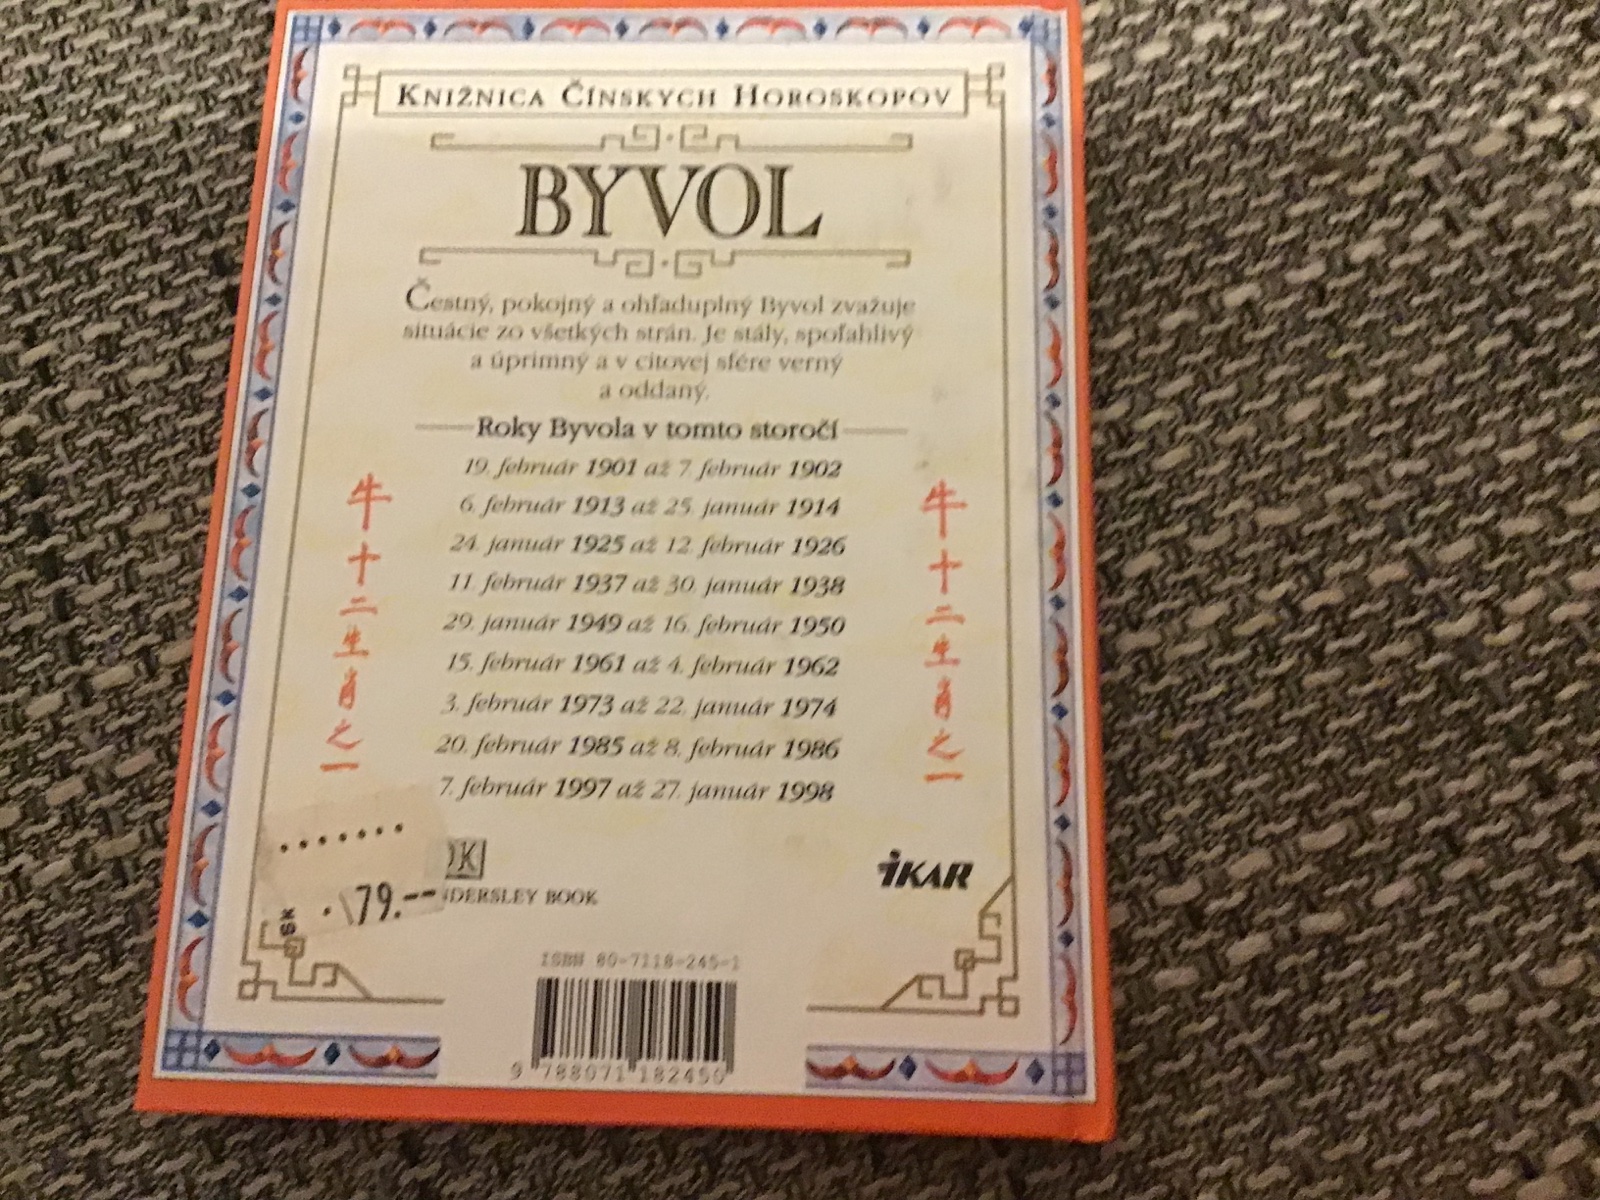 KNIŽNICA ČÍNSKYCH HOROSKOPOV
BYVOL
Čestný, pokojný a ohľaduplný Byvol zvažuje
situácie zo všetkých strán. Je stály, spoľahlivý
a úprimný a v citovej sfére verný
a oddaný.
Roky Byvola v tomto storočí
19. február 1901 až 7. február 1902
6. február 1913 až 25. január 1914
24. január 1925 až 12. február 1926
11. február 1937 až 30. január 1938
29. január 1949 až 16. február 1950
15. február 1961 až 4. február 1962
3. február 1973 až 22. január 1974
20. február 1985 až 8. február 1986
7. február 1997 až 27. január 1998
牛十二生肖之一
牛十二生肖之一
SK 79.--
DK
NDERSLEY BOOK
IKAR
ISBN 80-7118-245-1
9 788071 182450